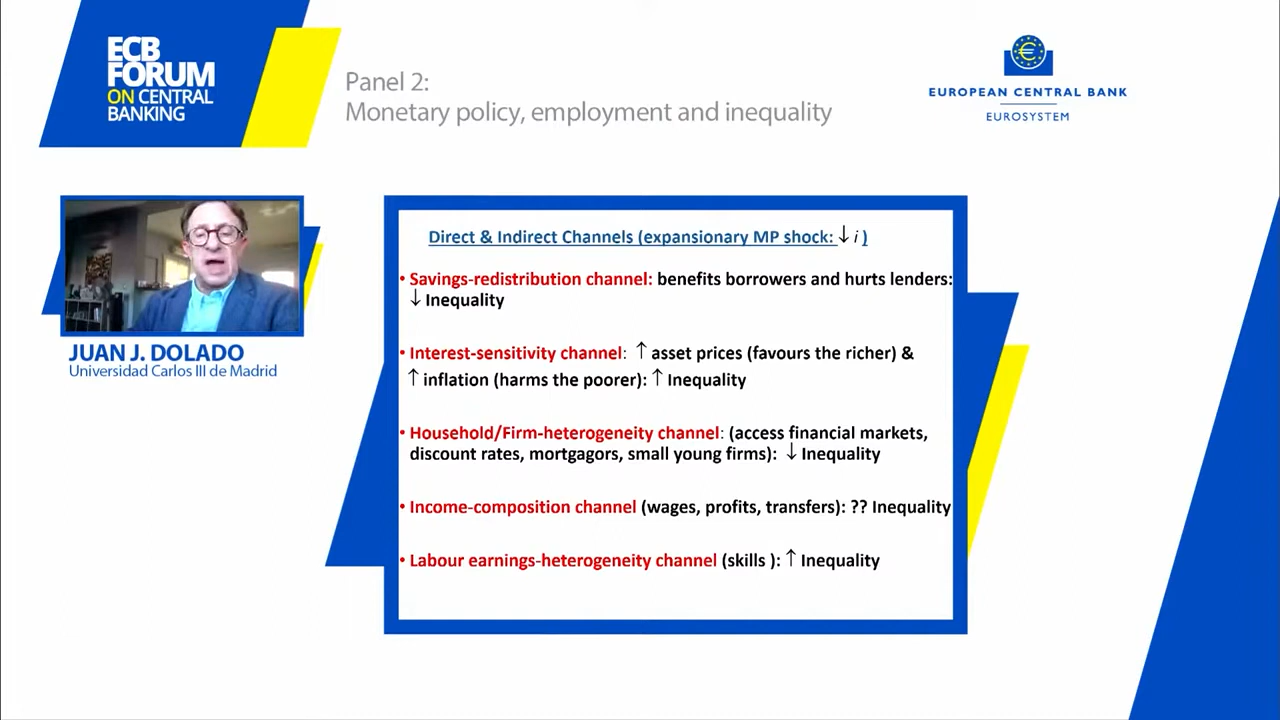 ECB
FORUM
ON CENTRAL
BANKING
Panel 2:
Monetary policy, employment and inequality
EUROPEAN CENTRAL BANK
EUROSYSTEM
JUAN J. DOLADO
Universidad Carlos III de Madrid
Direct & Indirect Channels (expansionary MP shock: ↓ i )
• Savings-redistribution channel: benefits borrowers and hurts lenders:
↓ Inequality
• Interest-sensitivity channel: ↑ asset prices (favours the richer) &
↑ inflation (harms the poorer): ↑ Inequality
• Household/Firm-heterogeneity channel: (access financial markets,
discount rates, mortgagors, small young firms): ↓ Inequality
• Income-composition channel (wages, profits, transfers): ?? Inequality
• Labour earnings-heterogeneity channel (skills ): ↑ Inequality